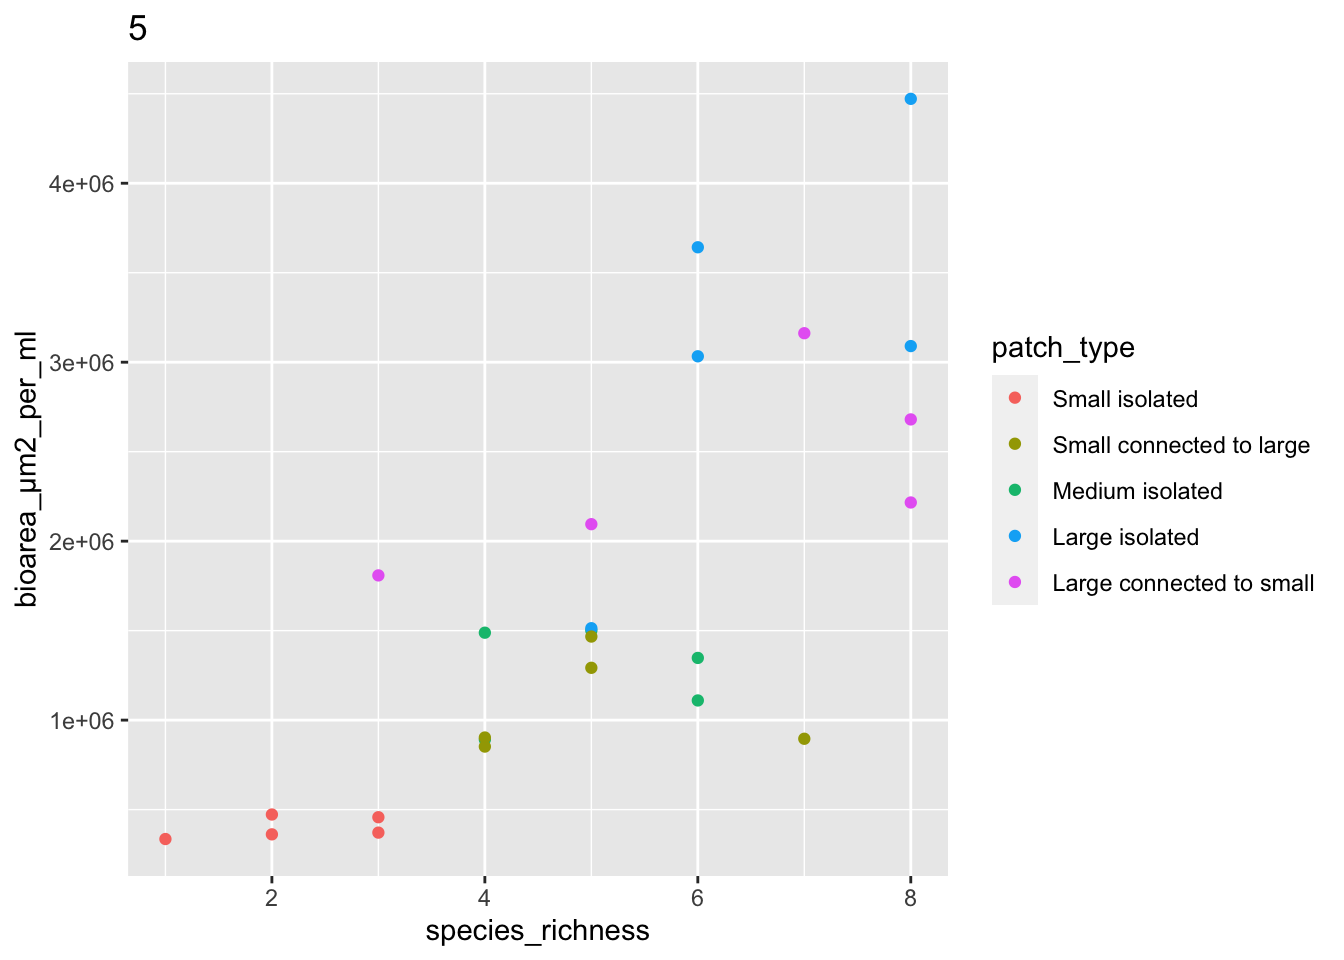 5
bioarea_µm2_per_ml
4e+06
3e+06
2e+06
1e+06
2 4 6 8
species_richness
patch_type
Small isolated
Small connected to large
Medium isolated
Large isolated
Large connected to small